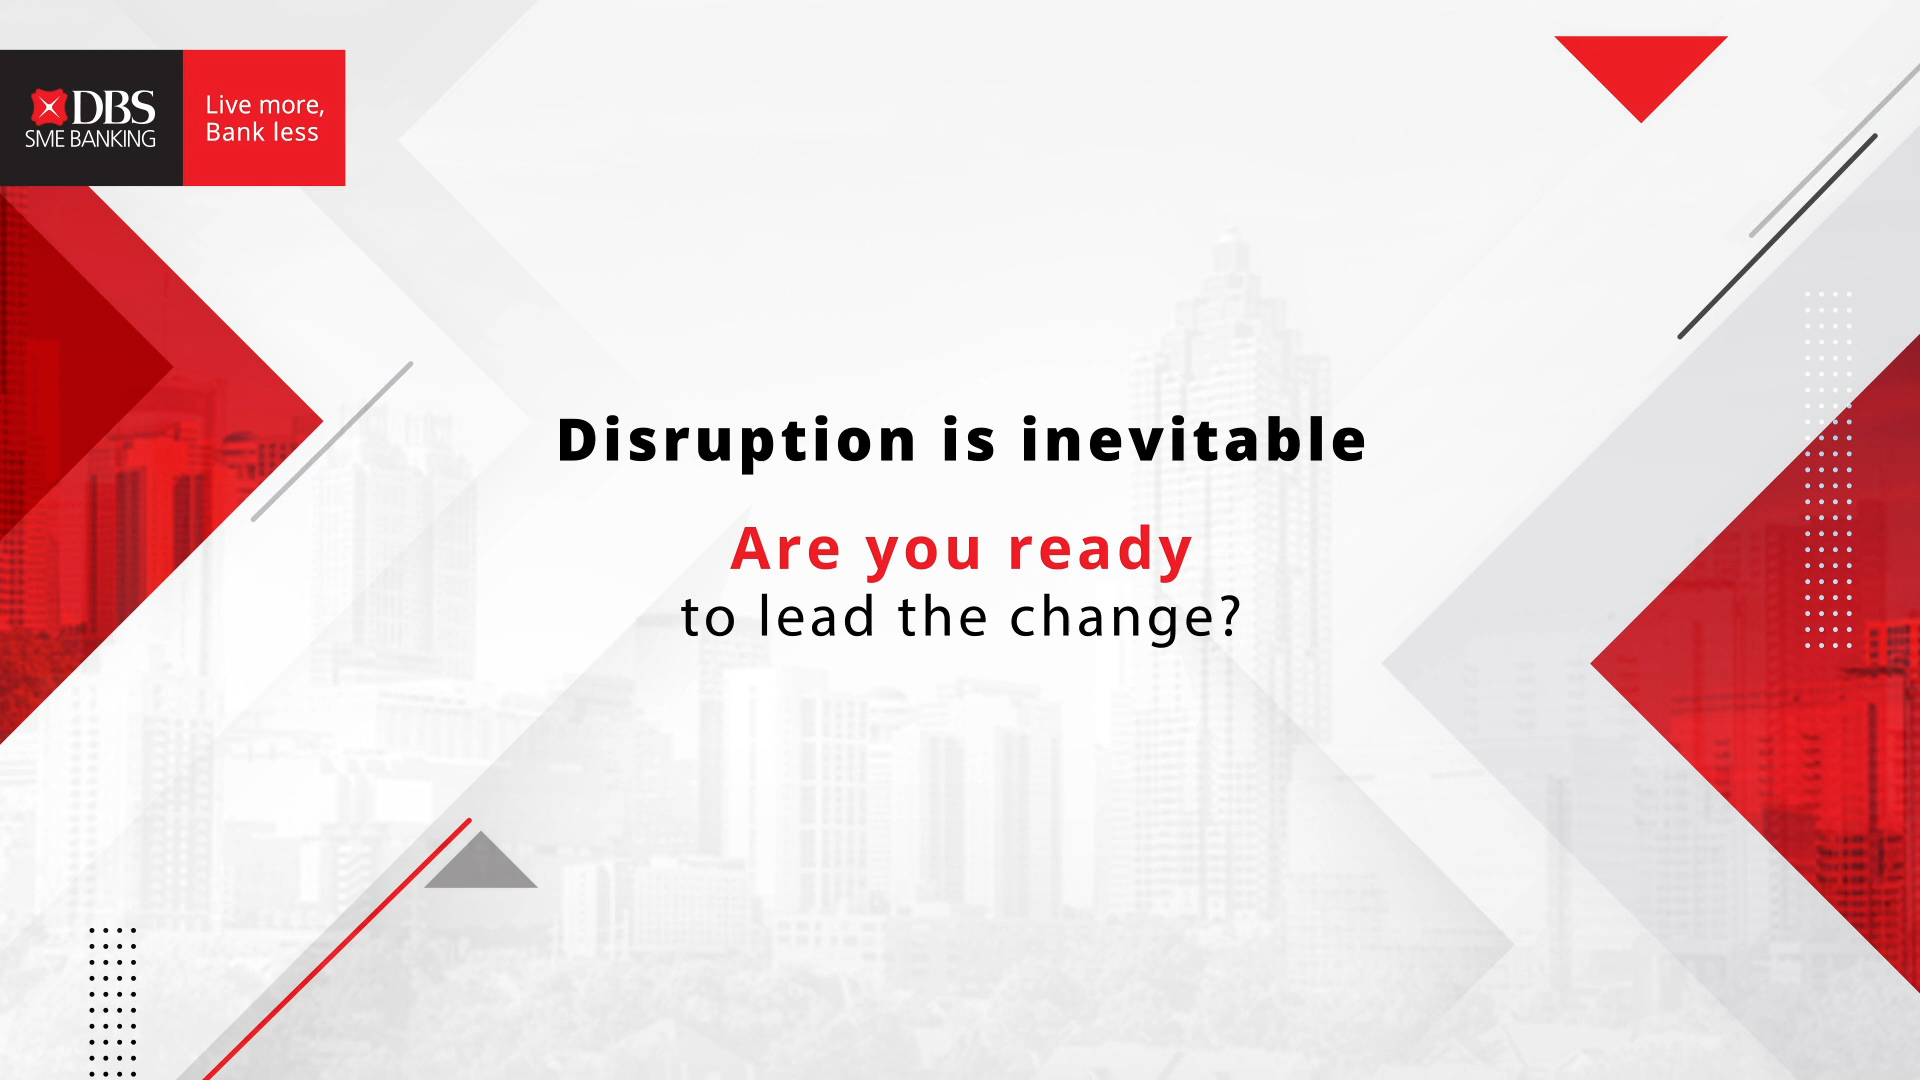 DBS
SME BANKING
Live more,
Bank less
Disruption is inevitable
Are you ready
to lead the change?